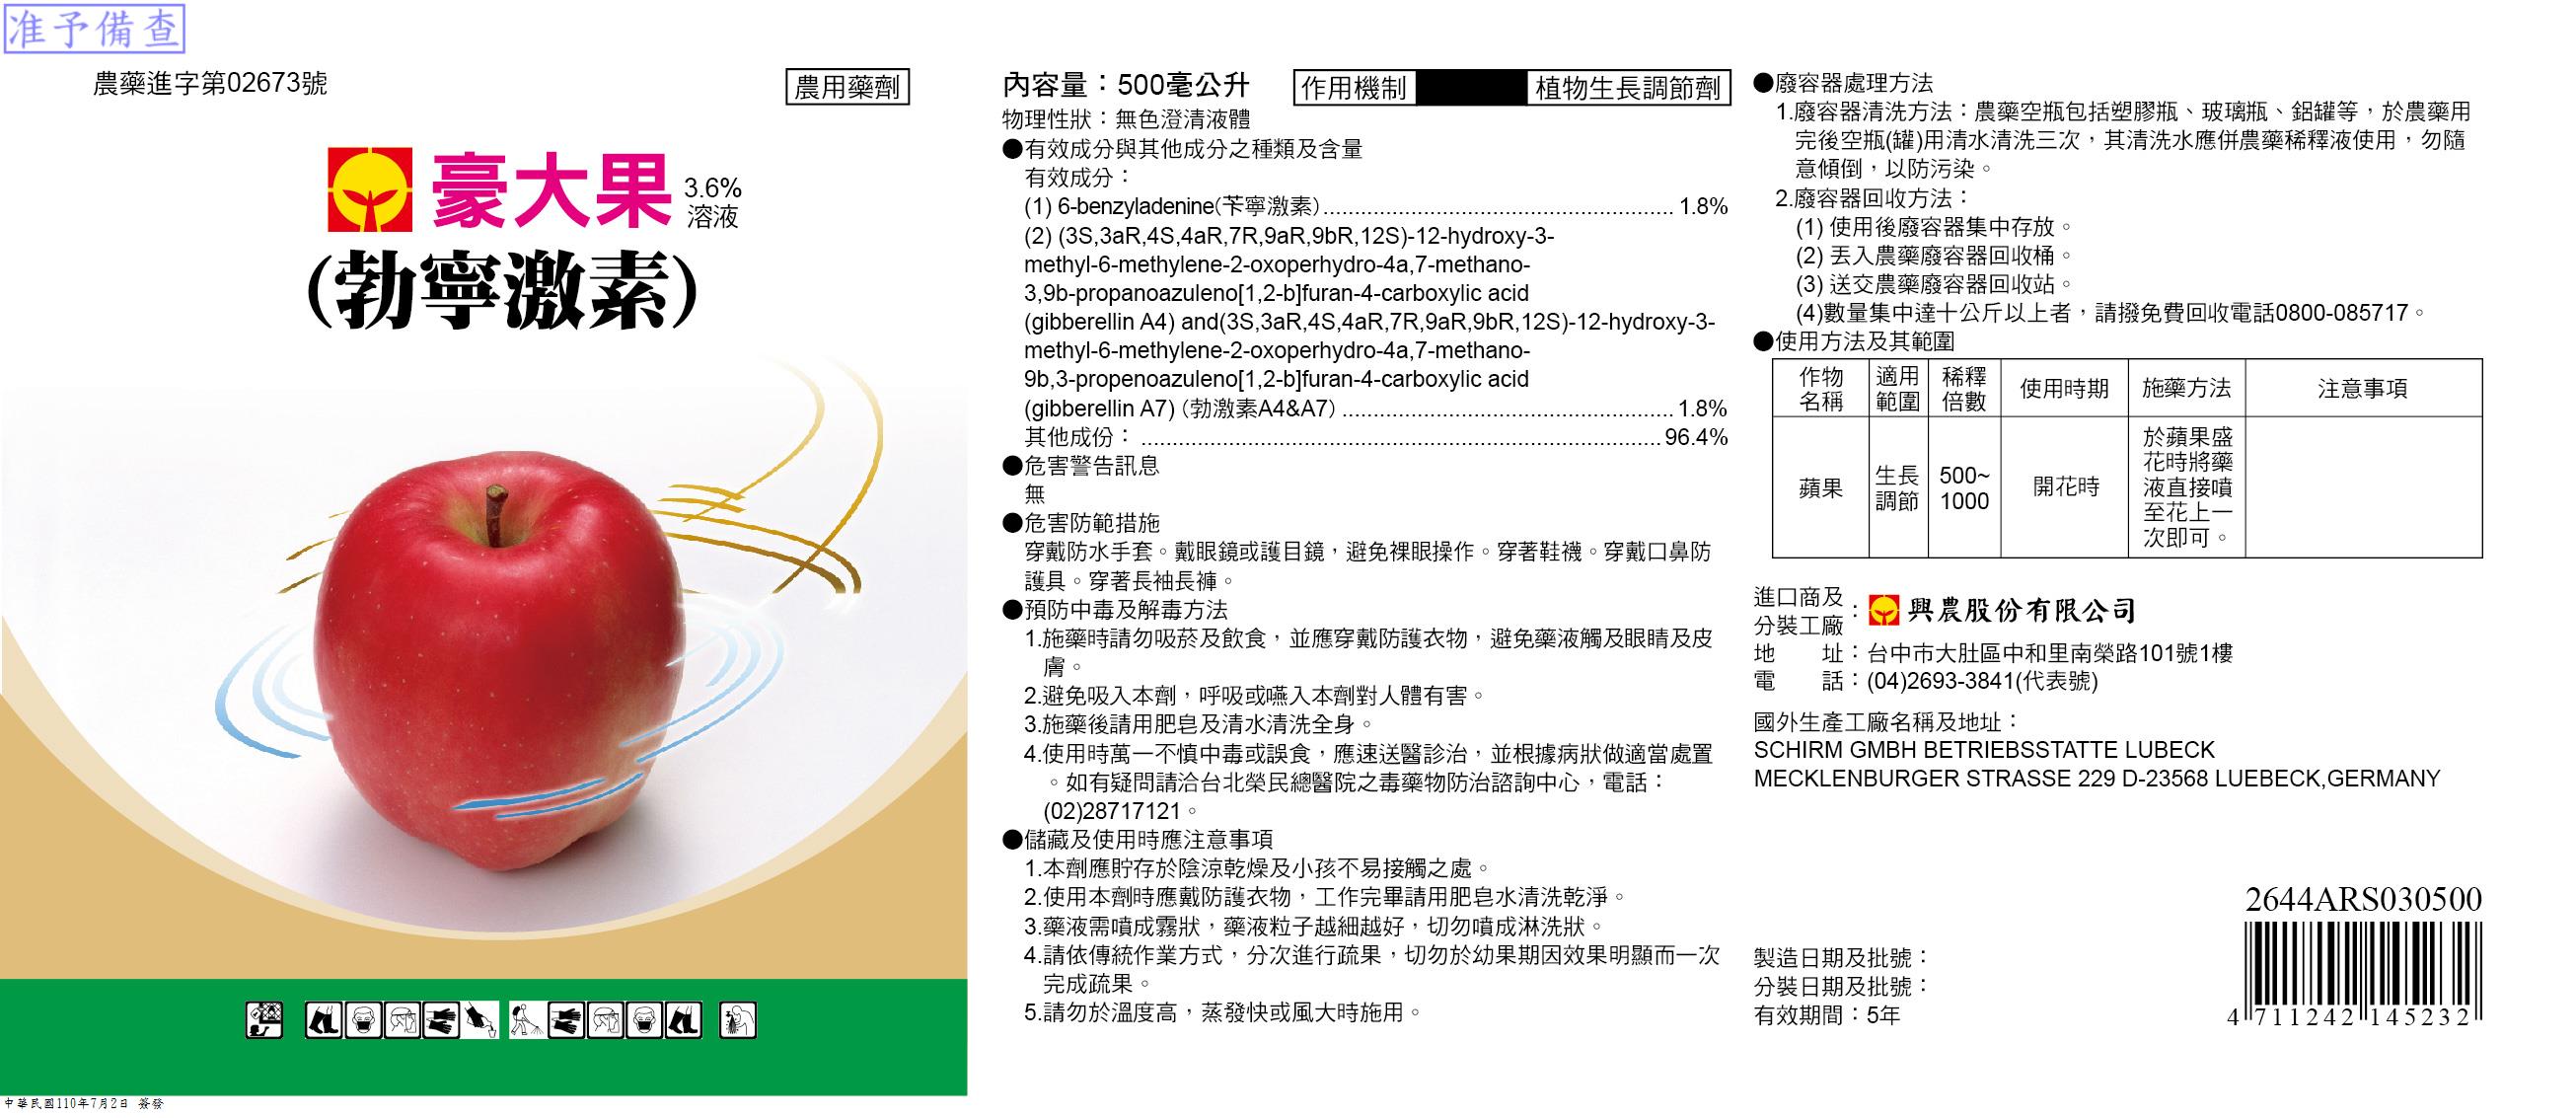 准予備查
農藥進字第02673號
農用藥劑
豪大果 3.6%
溶液
(勃寧激素)
中華民國110年7月2日 簽發
內容量：500毫公升 作用機制 植物生長調節劑
物理性狀：無色澄清液體
●有效成分與其他成分之種類及含量
有效成分：
(1) 6-benzyladenine(苄寧激素)........................................................ 1.8%
(2) (3S,3aR,4S,4aR,7R,9aR,9bR,12S)-12-hydroxy-3-
methyl-6-methylene-2-oxoperhydro-4a,7-methano-
3,9b-propanoazuleno[1,2-b]furan-4-carboxylic acid
(gibberellin A4) and(3S,3aR,4S,4aR,7R,9aR,9bR,12S)-12-hydroxy-3-
methyl-6-methylene-2-oxoperhydro-4a,7-methano-
9b,3-propenoazuleno[1,2-b]furan-4-carboxylic acid
(gibberellin A7) (勃激素A4&A7) ..................................................... 1.8%
其他成份： ................................................................................... 96.4%
●危害警告訊息
無
●危害防範措施
穿戴防水手套。戴眼鏡或護目鏡，避免裸眼操作。穿著鞋襪。穿戴口鼻防
護具。穿著長袖長褲。
●預防中毒及解毒方法
1.施藥時請勿吸菸及飲食，並應穿戴防護衣物，避免藥液觸及眼睛及皮
膚。
2.避免吸入本劑，呼吸或嚥入本劑對人體有害。
3.施藥後請用肥皂及清水清洗全身。
4.使用時萬一不慎中毒或誤食，應速送醫診治，並根據病狀做適當處置
。如有疑問請洽台北榮民總醫院之毒藥物防治諮詢中心，電話：
(02)28717121。
●儲藏及使用時應注意事項
1.本劑應貯存於陰涼乾燥及小孩不易接觸之處。
2.使用本劑時應戴防護衣物，工作完畢請用肥皂水清洗乾淨。
3.藥液需噴成霧狀，藥液粒子越細越好，切勿噴成淋洗狀。
4.請依傳統作業方式，分次進行疏果，切勿於幼果期因效果明顯而一次
完成疏果。
5.請勿於溫度高，蒸發快或風大時施用。
●廢容器處理方法
1.廢容器清洗方法：農藥空瓶包括塑膠瓶、玻璃瓶、鋁罐等，於農藥用
完後空瓶(罐)用清水清洗三次，其清洗水應併農藥稀釋液使用，勿隨
意傾倒，以防污染。
2.廢容器回收方法：
(1) 使用後廢容器集中存放。
(2) 丟入農藥廢容器回收桶。
(3) 送交農藥廢容器回收站。
(4)數量集中達十公斤以上者，請撥免費回收電話0800-085717。
●使用方法及其範圍
作物名稱 適用範圍 稀釋倍數 使用時期 施藥方法 注意事項
蘋果 生長調節 500~1000 開花時 於蘋果盛花時將藥液直接噴至花上一次即可。
進口商及
分裝工廠：興農股份有限公司
地 址：台中市大肚區中和里南榮路101號1樓
電 話：(04)2693-3841(代表號)
國外生產工廠名稱及地址：
SCHIRM GMBH BETRIEBSSTATTE LUBECK
MECKLENBURGER STRASSE 229 D-23568 LUEBECK,GERMANY
2644ARS030500
製造日期及批號：
分裝日期及批號：
有效期間：5年
4 711242 145232